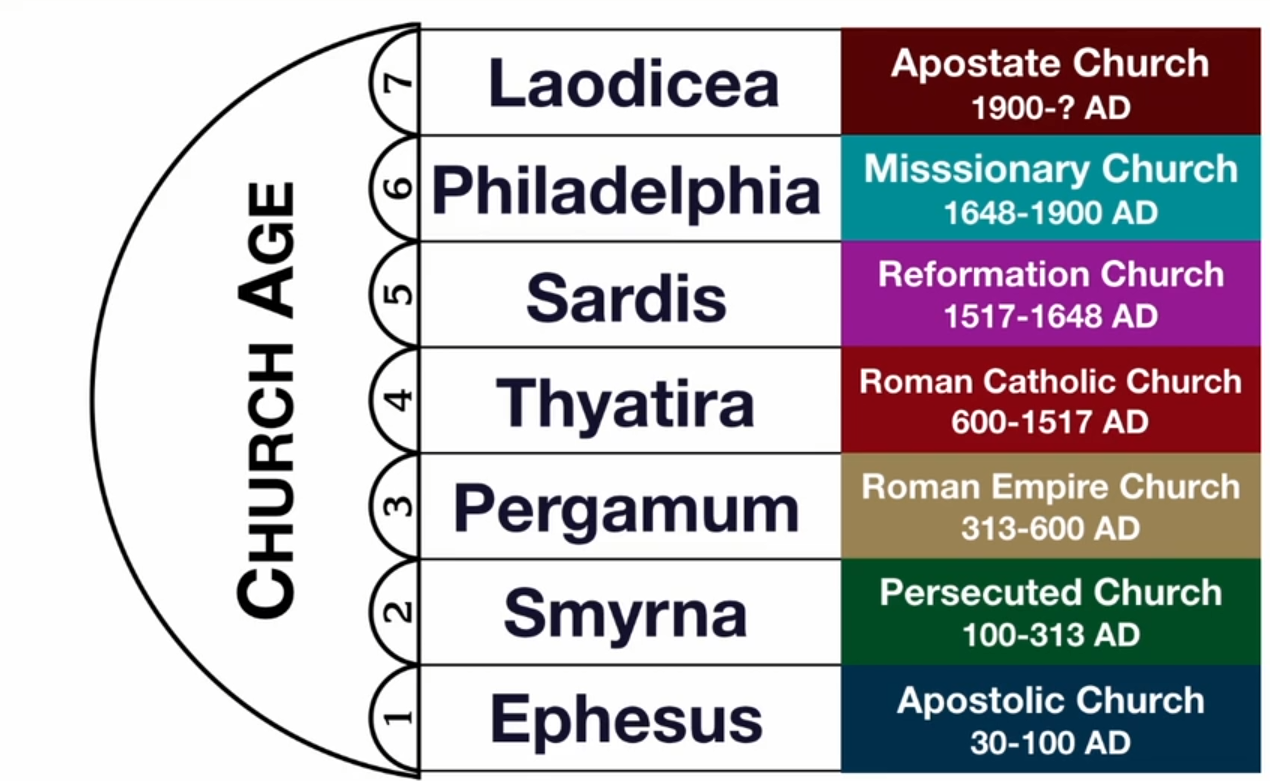 CHURCH AGE
7
Laodicea
Apostate Church
1900-? AD
6
Philadelphia
Misssionary Church
1648-1900 AD
5
Sardis
Reformation Church
1517-1648 AD
4
Thyatira
Roman Catholic Church
600-1517 AD
3
Pergamum
Roman Empire Church
313-600 AD
2
Smyrna
Persecuted Church
100-313 AD
1
Ephesus
Apostolic Church
30-100 AD